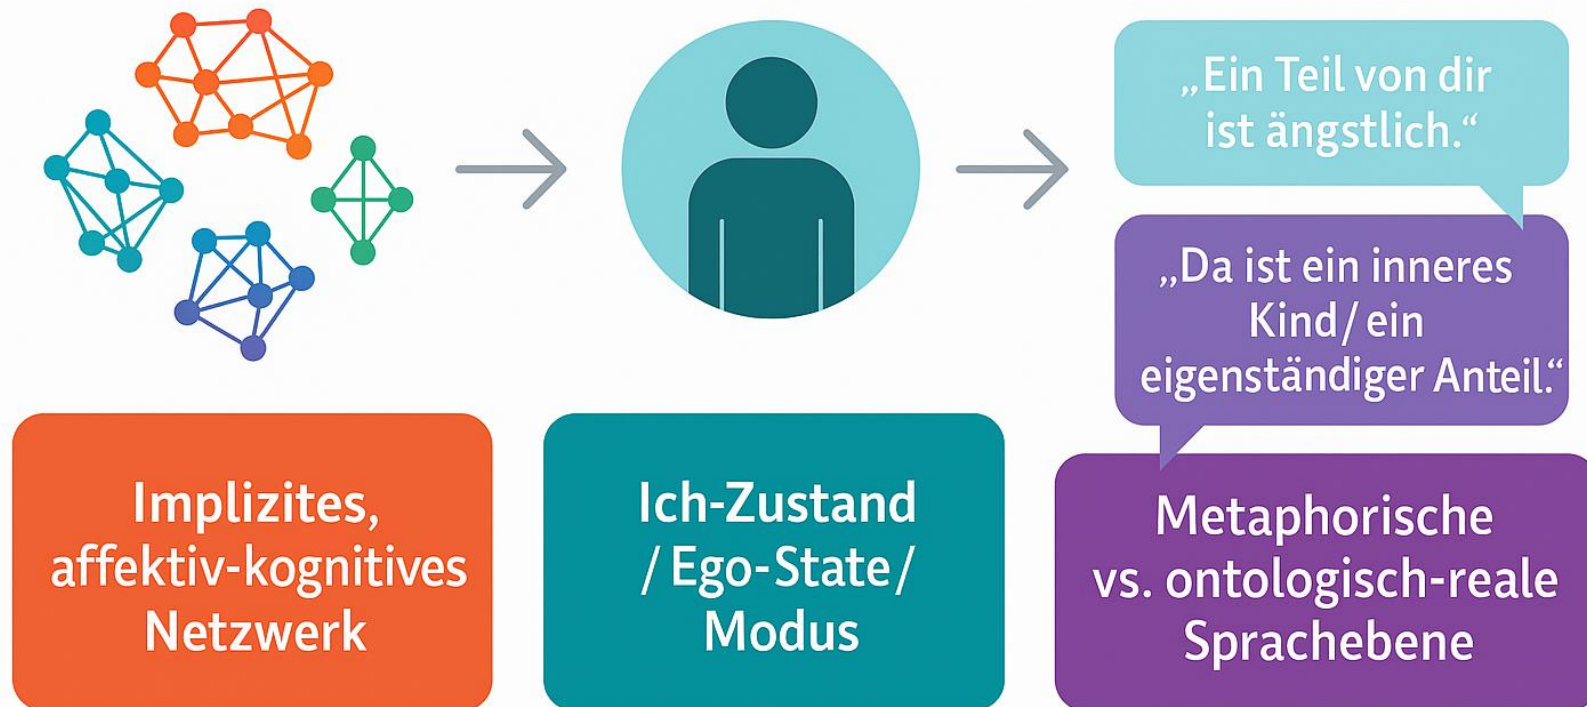 „Ein Teil von dir
ist ängstlich.“
„Da ist ein inneres
Kind/ ein
eigenständiger Anteil.“
Implizites,
affektiv-kognitives
Netzwerk
Ich-Zustand
/ Ego-State /
Modus
Metaphorische
vs. ontologisch-reale
Sprachebene